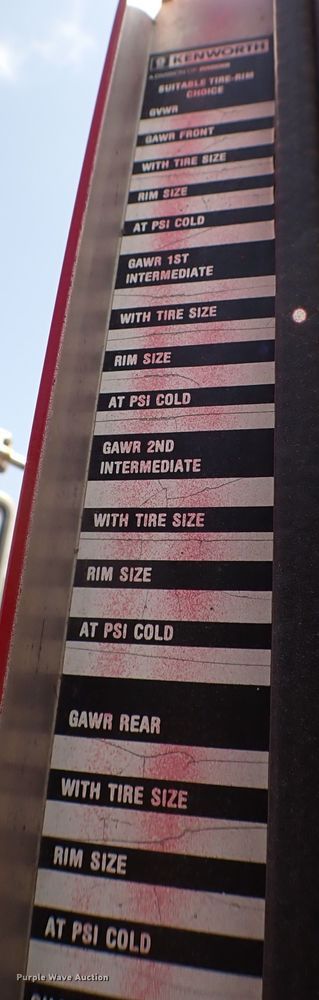 KENWORTH
A DIVISION OF
SUITABLE TIRE-RIM
CHOICE
GVWR
GAWR FRONT
WITH TIRE SIZE
RIM SIZE
AT PSI COLD
GAWR 1ST
INTERMEDIATE
WITH TIRE SIZE
RIM SIZE
AT PSI COLD
GAWR 2ND
INTERMEDIATE
WITH TIRE SIZE
RIM SIZE
AT PSI COLD
GAWR REAR
WITH TIRE SIZE
RIM SIZE
AT PSI COLD
Purple Wave Auction